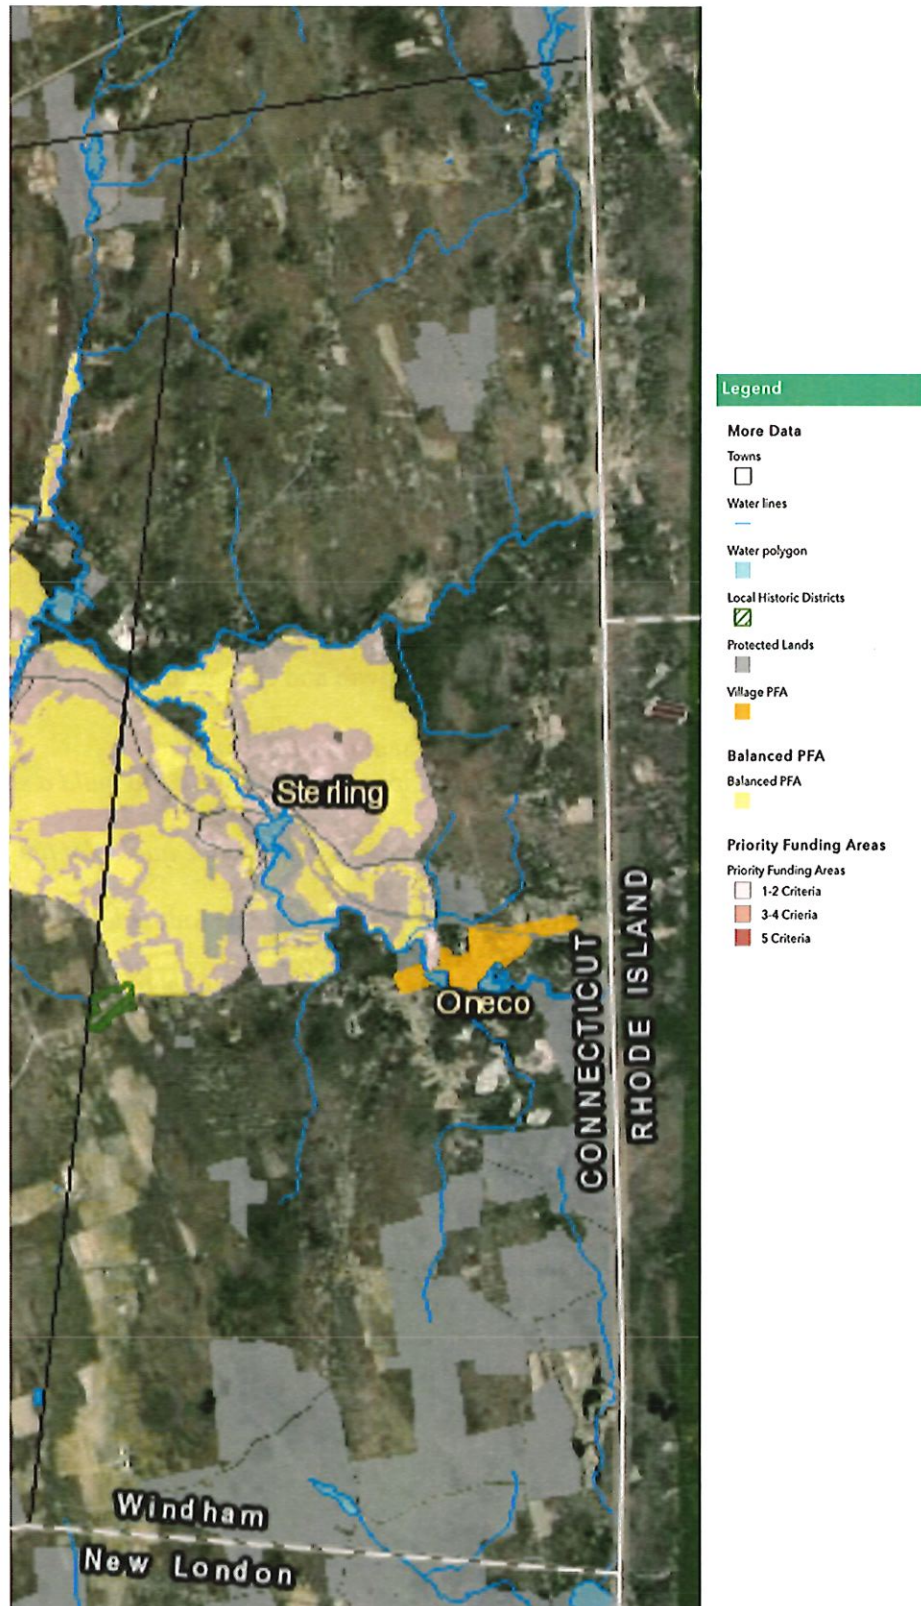 Sterling
Oneco
CONNECTICUT
RHODE ISLAND
Windham
New London
Legend
More Data
Towns
Water lines
Water polygon
Local Historic Districts
Protected Lands
Village PFA
Balanced PFA
Balanced PFA
Priority Funding Areas
Priority Funding Areas
1-2 Criteria
3-4 Crieria
5 Criteria